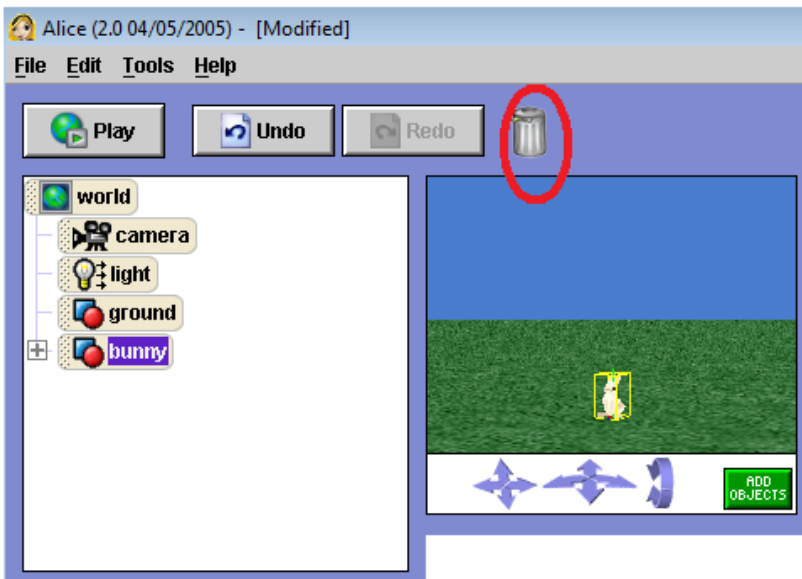 Alice (2.0 04/05/2005) - [Modified]
File Edit Tools Help
Play Undo Redo
world
camera
light
ground
bunny
ADD
OBJECTS